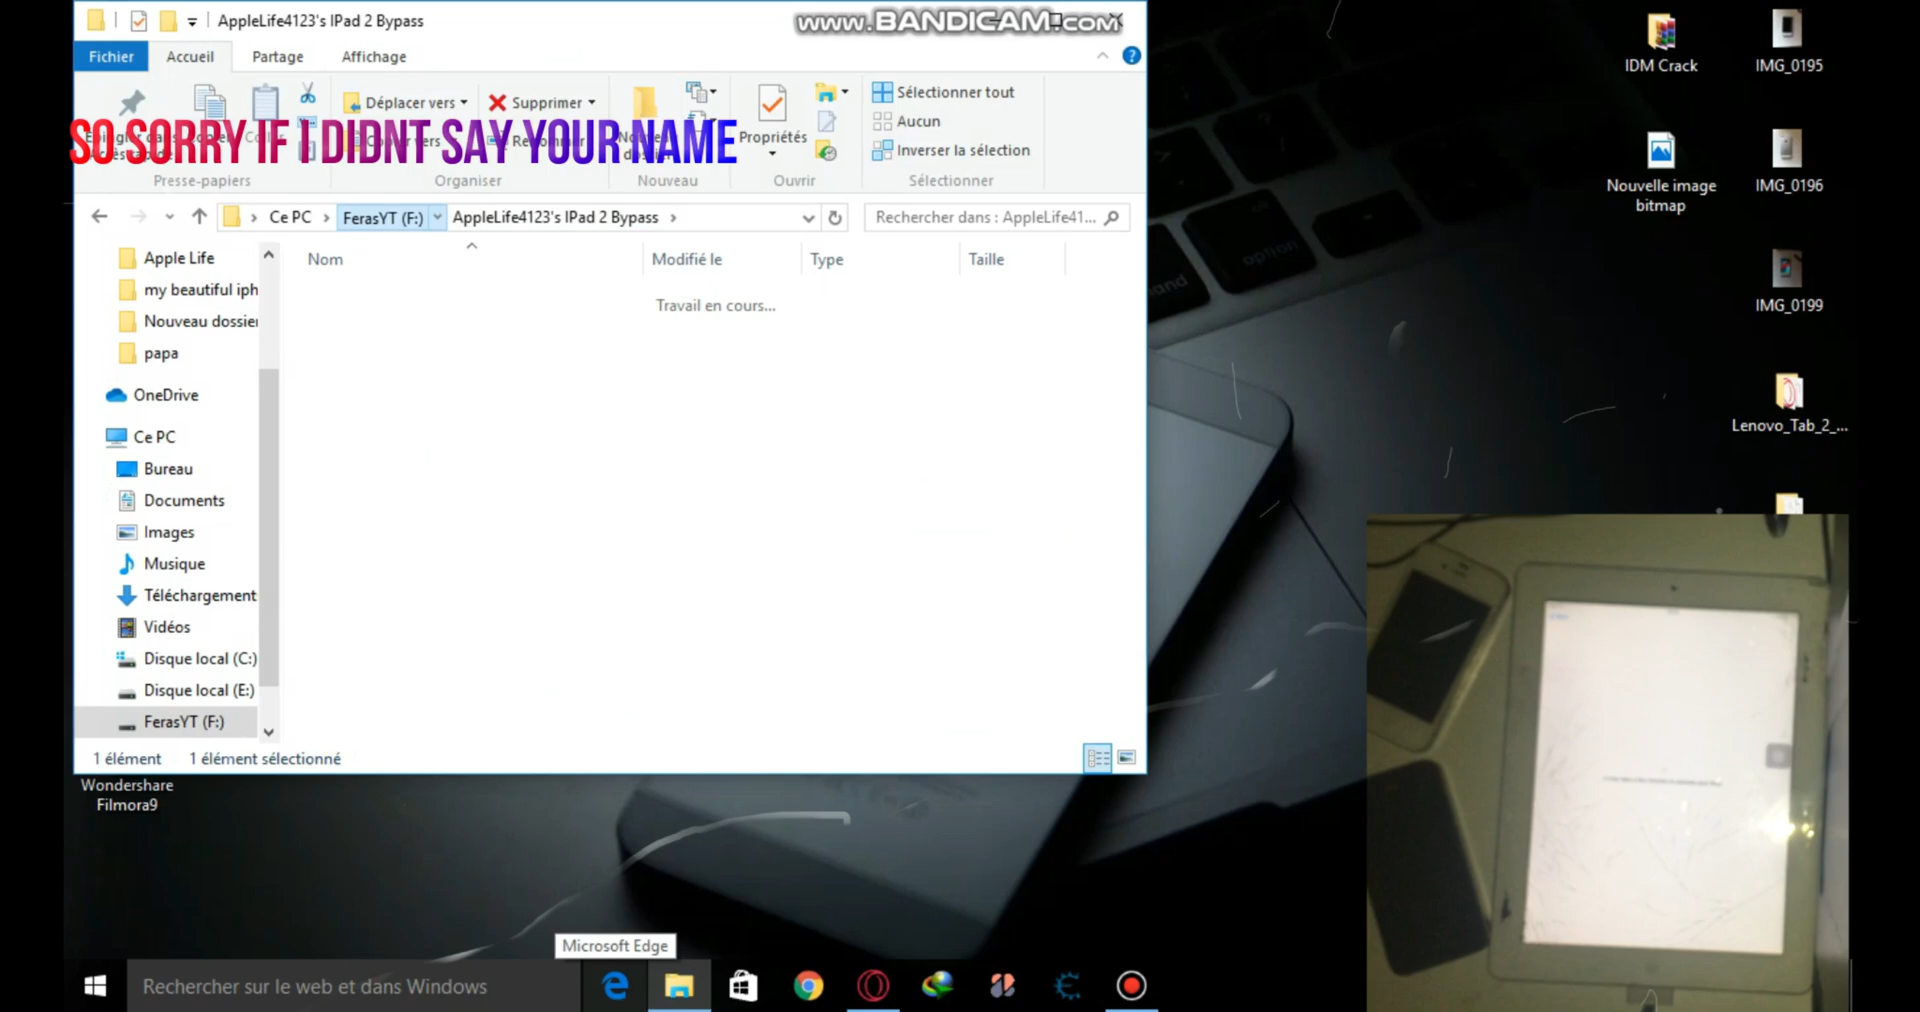 AppleLife4123's IPad 2 Bypass
www.BANDICAM.COM
Fichier
Accueil
Partage
Affichage
Déplacer vers
Supprimer
Propriétés
Sélectionner tout
Aucun
Inverser la sélection
SO SORRY IF I DIDNT SAY YOUR NAME
Presse-papiers
Organiser
Nouveau
Ouvrir
Sélectionner
Ce PC
FerasYT (F:)
AppleLife4123's IPad 2 Bypass
Rechercher dans : AppleLife41...
Nom
Modifié le
Type
Taille
Travail en cours...
Apple Life
my beautiful iph
Nouveau dossier
papa
OneDrive
Ce PC
Bureau
Documents
Images
Musique
Téléchargement
Vidéos
Disque local (C:)
Disque local (E:)
FerasYT (F:)
1 élément
1 élément sélectionné
IDM Crack
IMG_0195
Nouvelle image
bitmap
IMG_0196
IMG_0199
Lenovo_Tab_2_...
option
Wondershare
Filmora9
Microsoft Edge
Rechercher sur le web et dans Windows